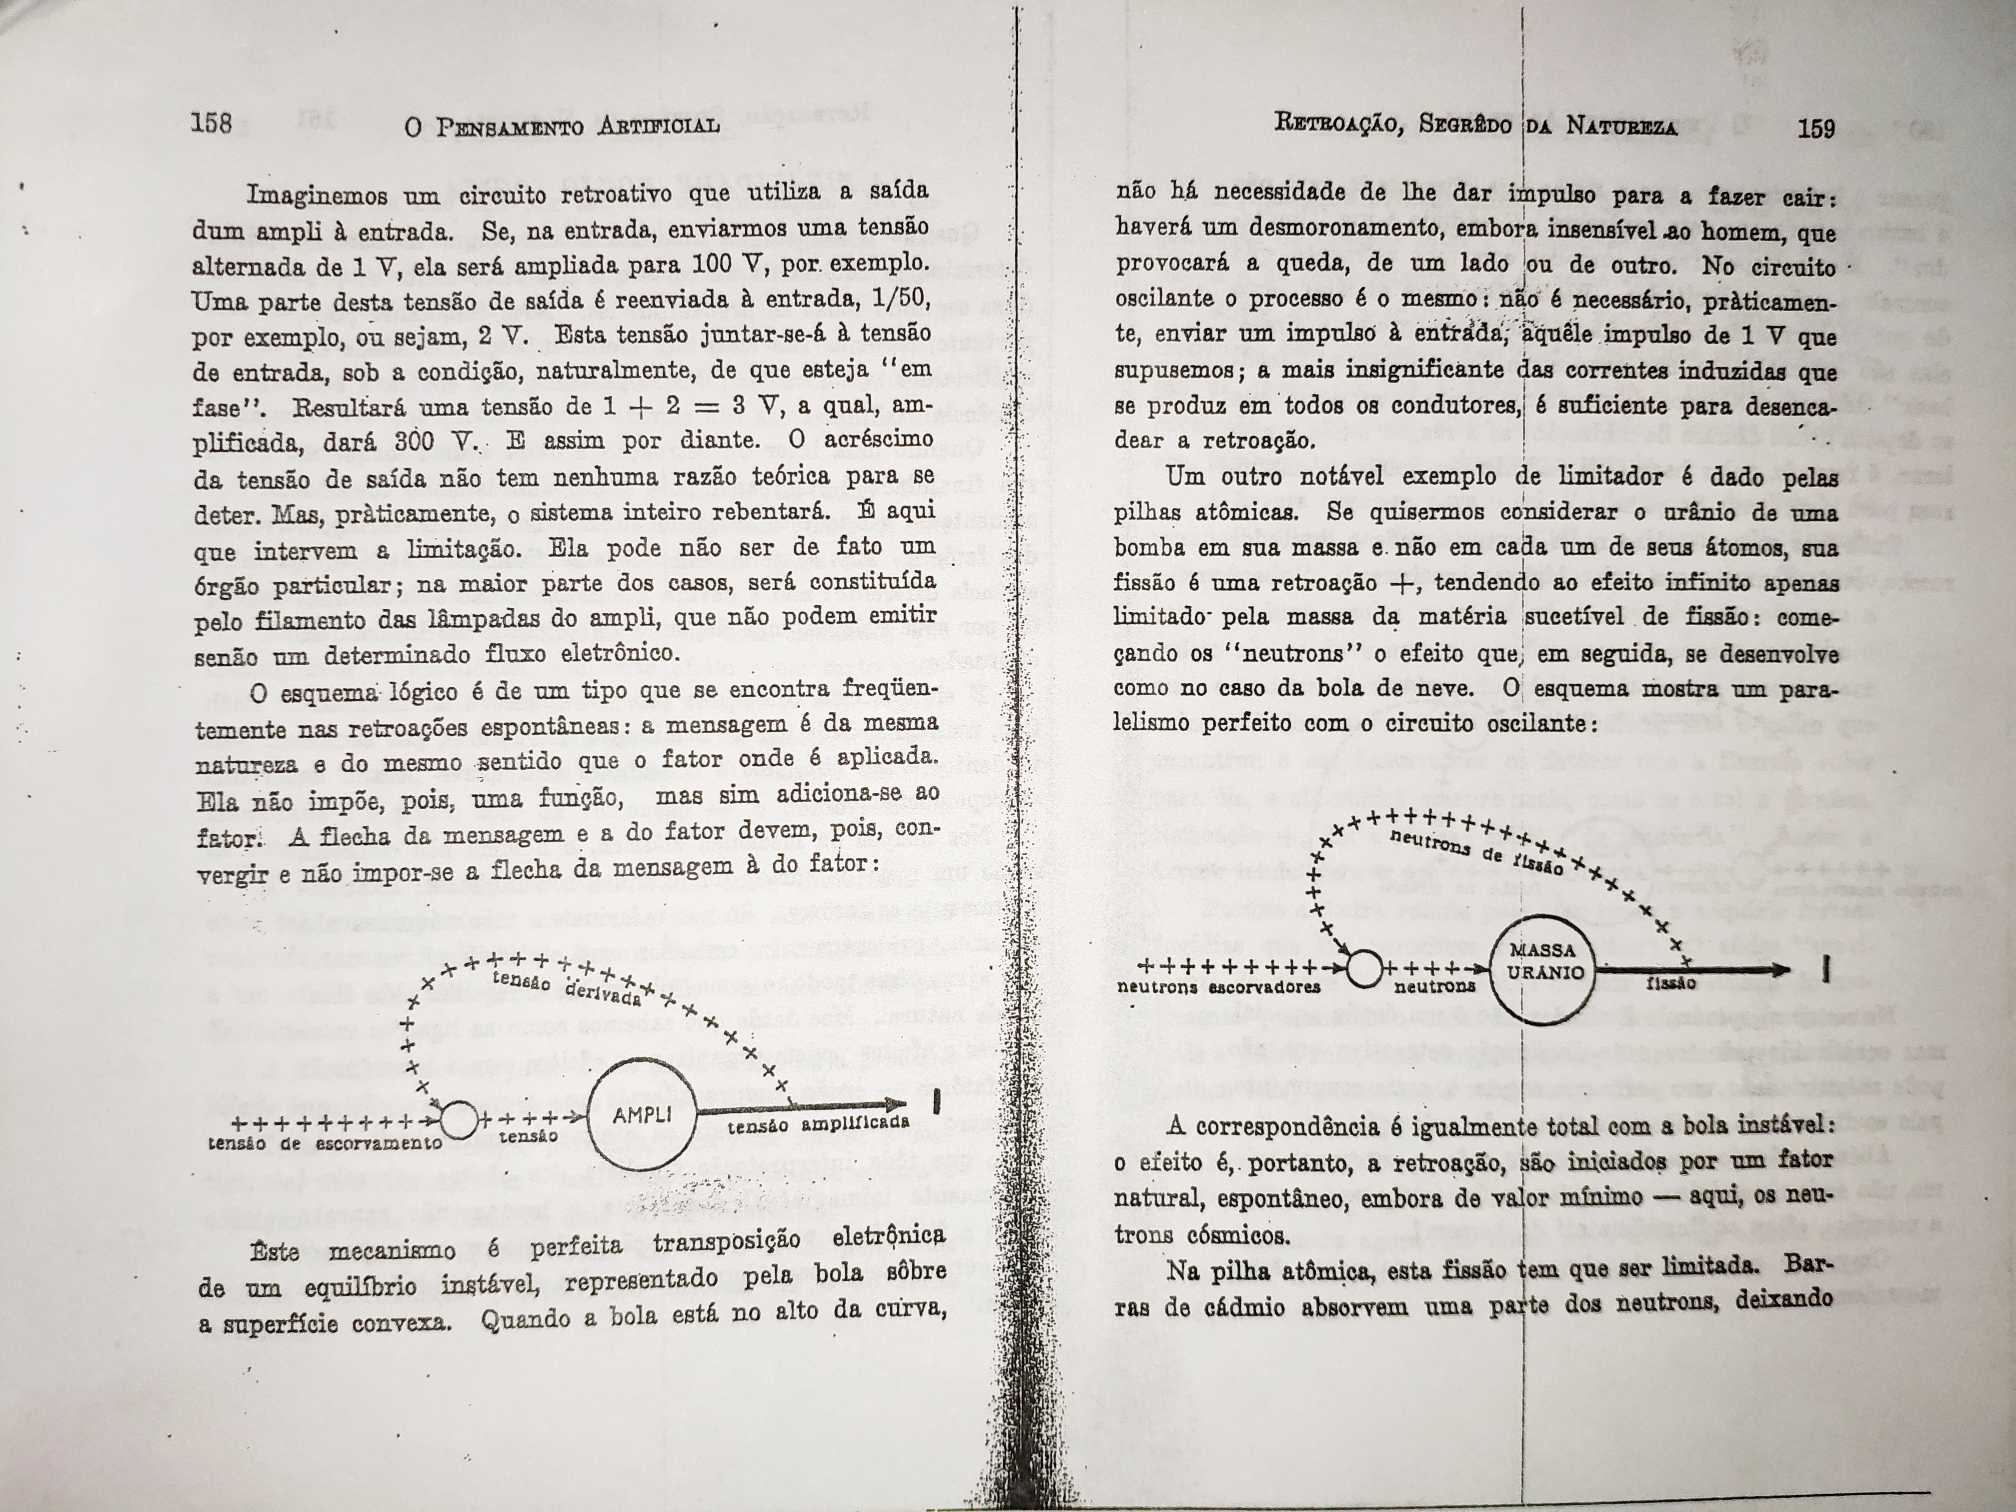 158
O PENSAMENTO ARTIFICIAL
Imaginemos um circuito retroativo que utiliza a saída
dum ampli à entrada. Se, na entrada, enviarmos uma tensão
alternada de 1 V, ela será ampliada para 100 V, por exemplo.
Uma parte desta tensão de saída é reenviada à entrada, 1/50,
por exemplo, ou sejam, 2 V. Esta tensão juntar-se-á à tensão
de entrada, sob a condição, naturalmente, de que esteja “em
fase”. Resultará uma tensão de 1 + 2 = 3 V, a qual, am-
plificada, dará 300 V. E assim por diante. O acréscimo
da tensão de saída não tem nenhuma razão teórica para se
deter. Mas, pràticamente, o sistema inteiro rebentará. É aqui
que intervem a limitação. Ela pode não ser de fato um
órgão particular; na maior parte dos casos, será constituída
pelo filamento das lâmpadas do ampli, que não podem emitir
senão um determinado fluxo eletrônico.
O esquema lógico é de um tipo que se encontra freqüen-
temente nas retroações espontâneas: a mensagem é da mesma
natureza e do mesmo sentido que o fator onde é aplicada.
Ela não impõe, pois, uma função, mas sim adiciona-se ao
fator. A flecha da mensagem e a do fator devem, pois, con-
vergir e não impor-se a flecha da mensagem à do fator:
tensão derivada
AMPLI
tensão de escorvamento
tensão
tensão amplificada
Êste mecanismo é perfeita transposição eletrônica
de um equilíbrio instável, representado pela bola sôbre
a superfície convexa. Quando a bola está no alto da curva,
RETROAÇÃO, SEGRÊDO DA NATUREZA
159
não há necessidade de lhe dar impulso para a fazer cair:
haverá um desmoronamento, embora insensível ao homem, que
provocará a queda, de um lado ou de outro. No circuito
oscilante o processo é o mesmo: não é necessário, pràticamen-
te, enviar um impulso à entrada, aquêle impulso de 1 V que
supusemos; a mais insignificante das correntes induzidas que
se produz em todos os condutores, é suficiente para desenca-
dear a retroação.
Um outro notável exemplo de limitador é dado pelas
pilhas atômicas. Se quisermos considerar o urânio de uma
bomba em sua massa e não em cada um de seus átomos, sua
fissão é uma retroação +, tendendo ao efeito infinito apenas
limitado pela massa da matéria sucetível de fissão: come-
çando os “neutrons” o efeito que, em seguida, se desenvolve
como no caso da bola de neve. O esquema mostra um para-
lelismo perfeito com o circuito oscilante:
neutrons de fissão
MASSA
URÂNIO
neutrons escorvadores
neutrons
fissão
A correspondência é igualmente total com a bola instável:
o efeito é, portanto, a retroação, são iniciados por um fator
natural, espontâneo, embora de valor mínimo — aqui, os neu-
trons cósmicos.
Na pilha atômica, esta fissão tem que ser limitada. Bar-
ras de cádmio absorvem uma parte dos neutrons, deixando